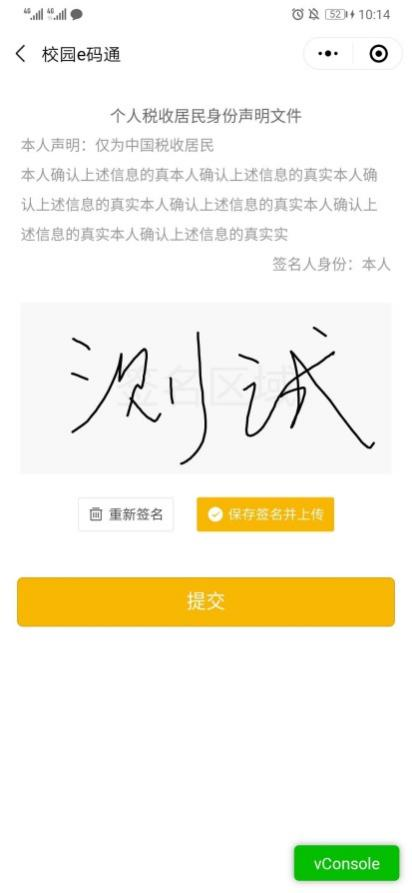 4G 4G 52 10:14
校园e码通
个人税收居民身份声明文件
本人声明：仅为中国税收居民
本人确认上述信息的真本人确认上述信息的真实本人确
认上述信息的真实本人确认上述信息的真实本人确认上
述信息的真实本人确认上述信息的真实实
签名人身份：本人
签名区域
测试
重新签名 保存签名并上传
提交
vConsole